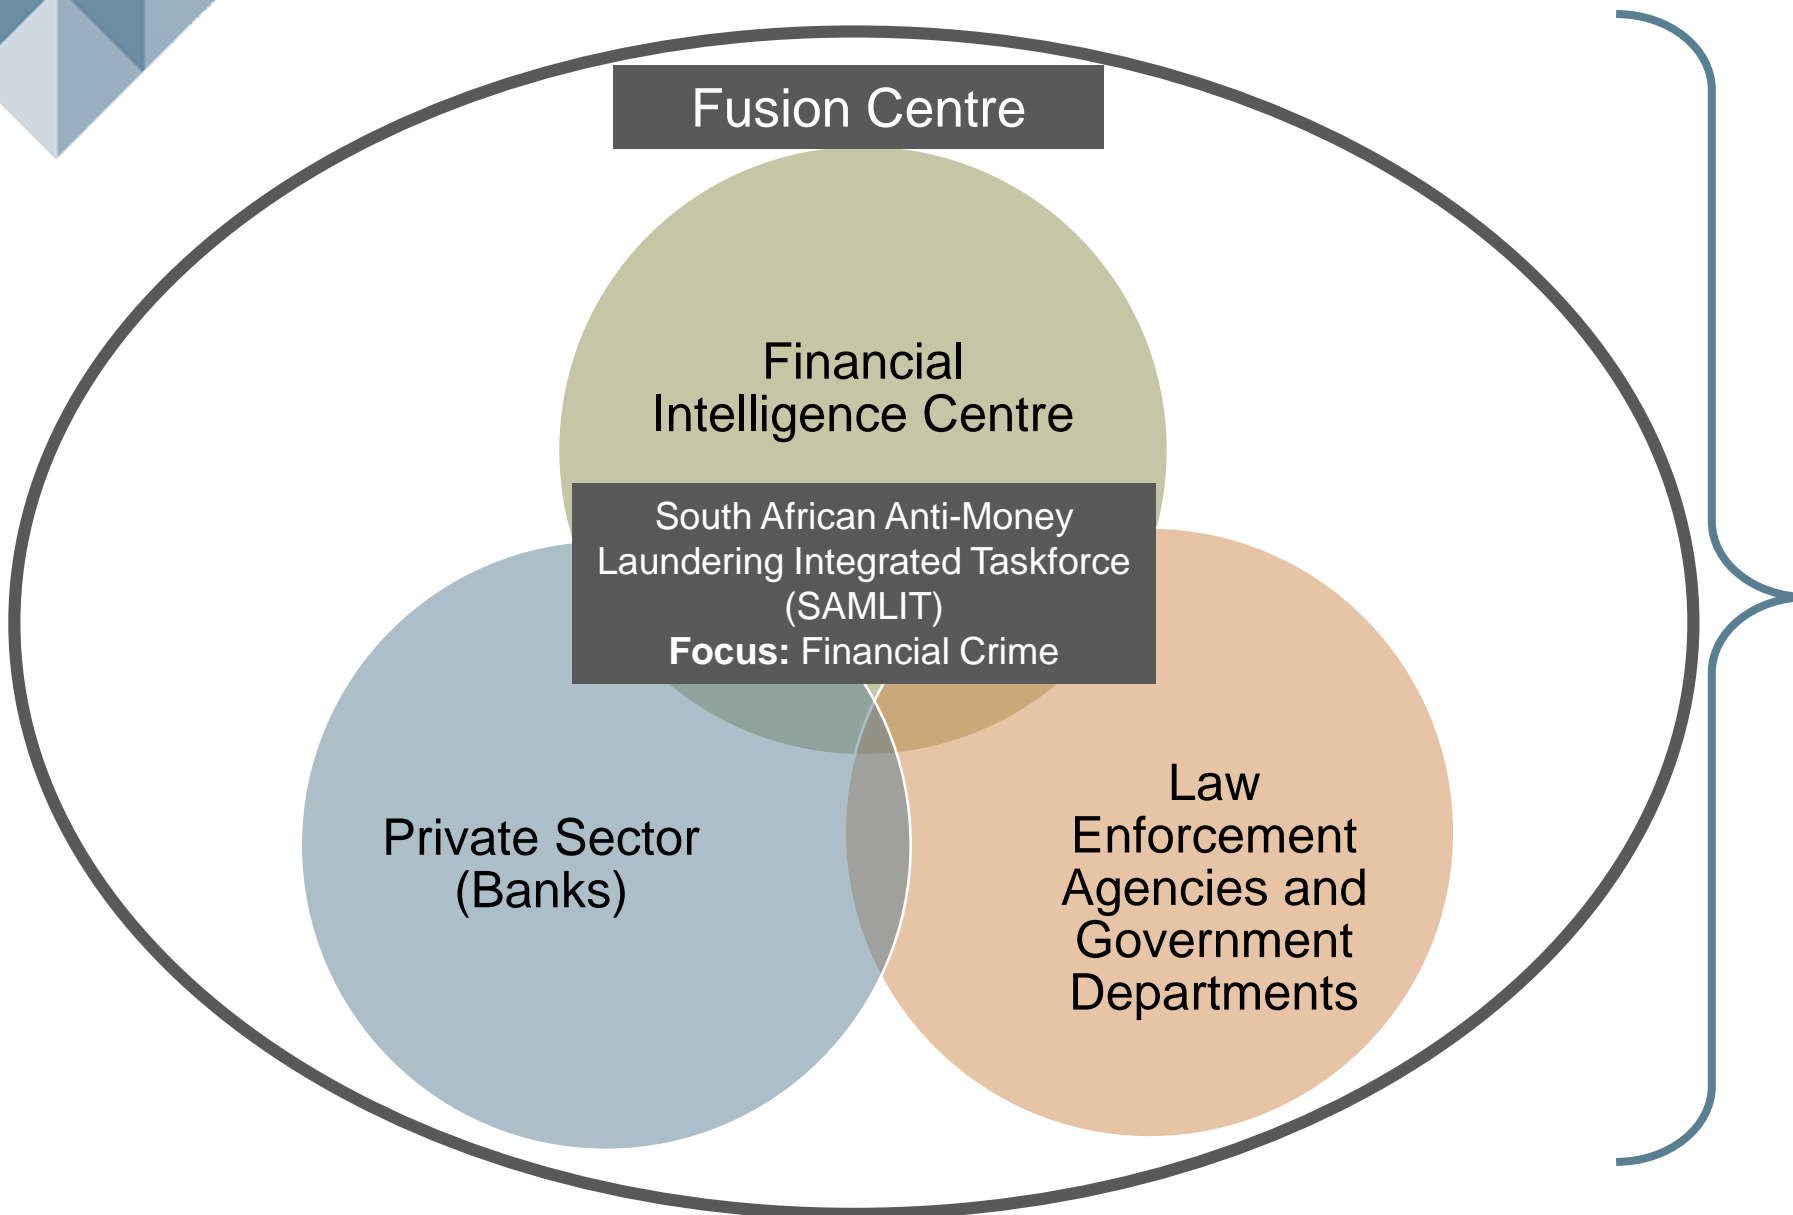 Fusion Centre
Financial
Intelligence Centre
South African Anti-Money
Laundering Integrated Taskforce
(SAMLIT)
Focus: Financial Crime
Private Sector
(Banks)
Law
Enforcement
Agencies and
Government
Departments